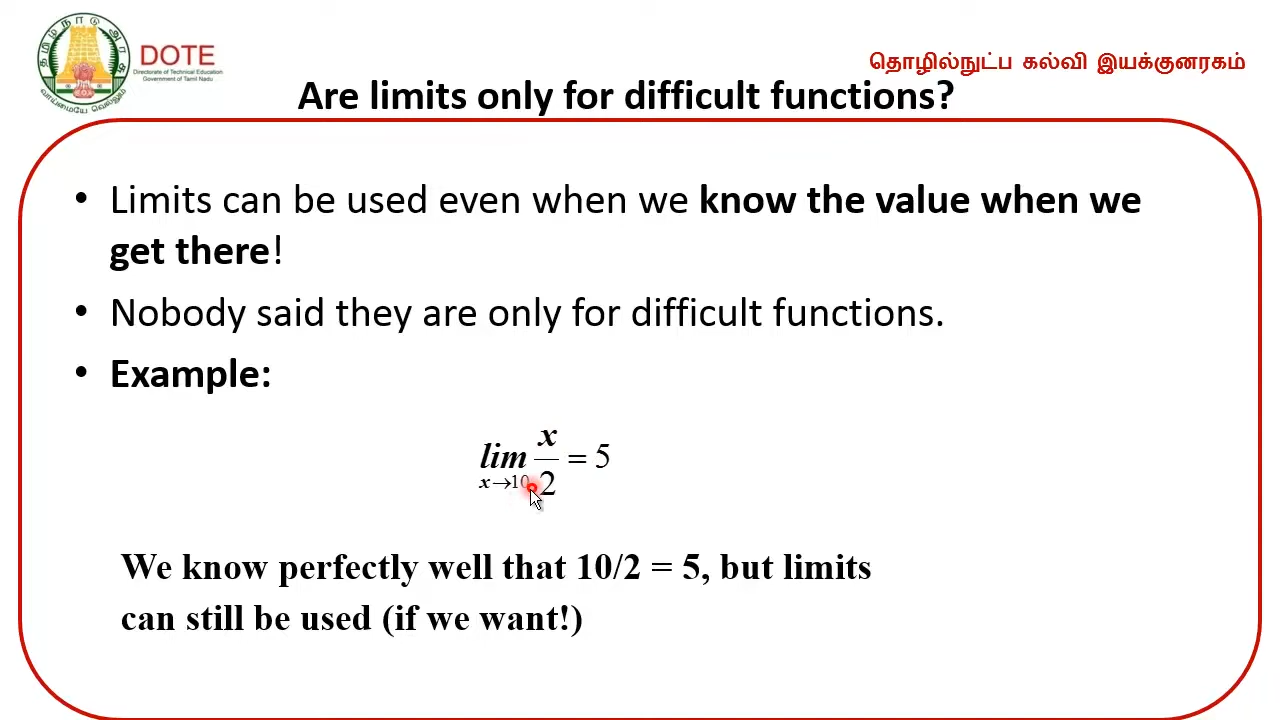 தமிழ்நாடு அரசு
வாய்மையே வெல்லும்
DOTE
Directorate of Technical Education
Government of Tamil Nadu
தொழில்நுட்ப கல்வி இயக்குனரகம்
Are limits only for difficult functions?
• Limits can be used even when we know the value when we
get there!
• Nobody said they are only for difficult functions.
• Example:
lim x→10 x/2 = 5
We know perfectly well that 10/2 = 5, but limits
can still be used (if we want!)